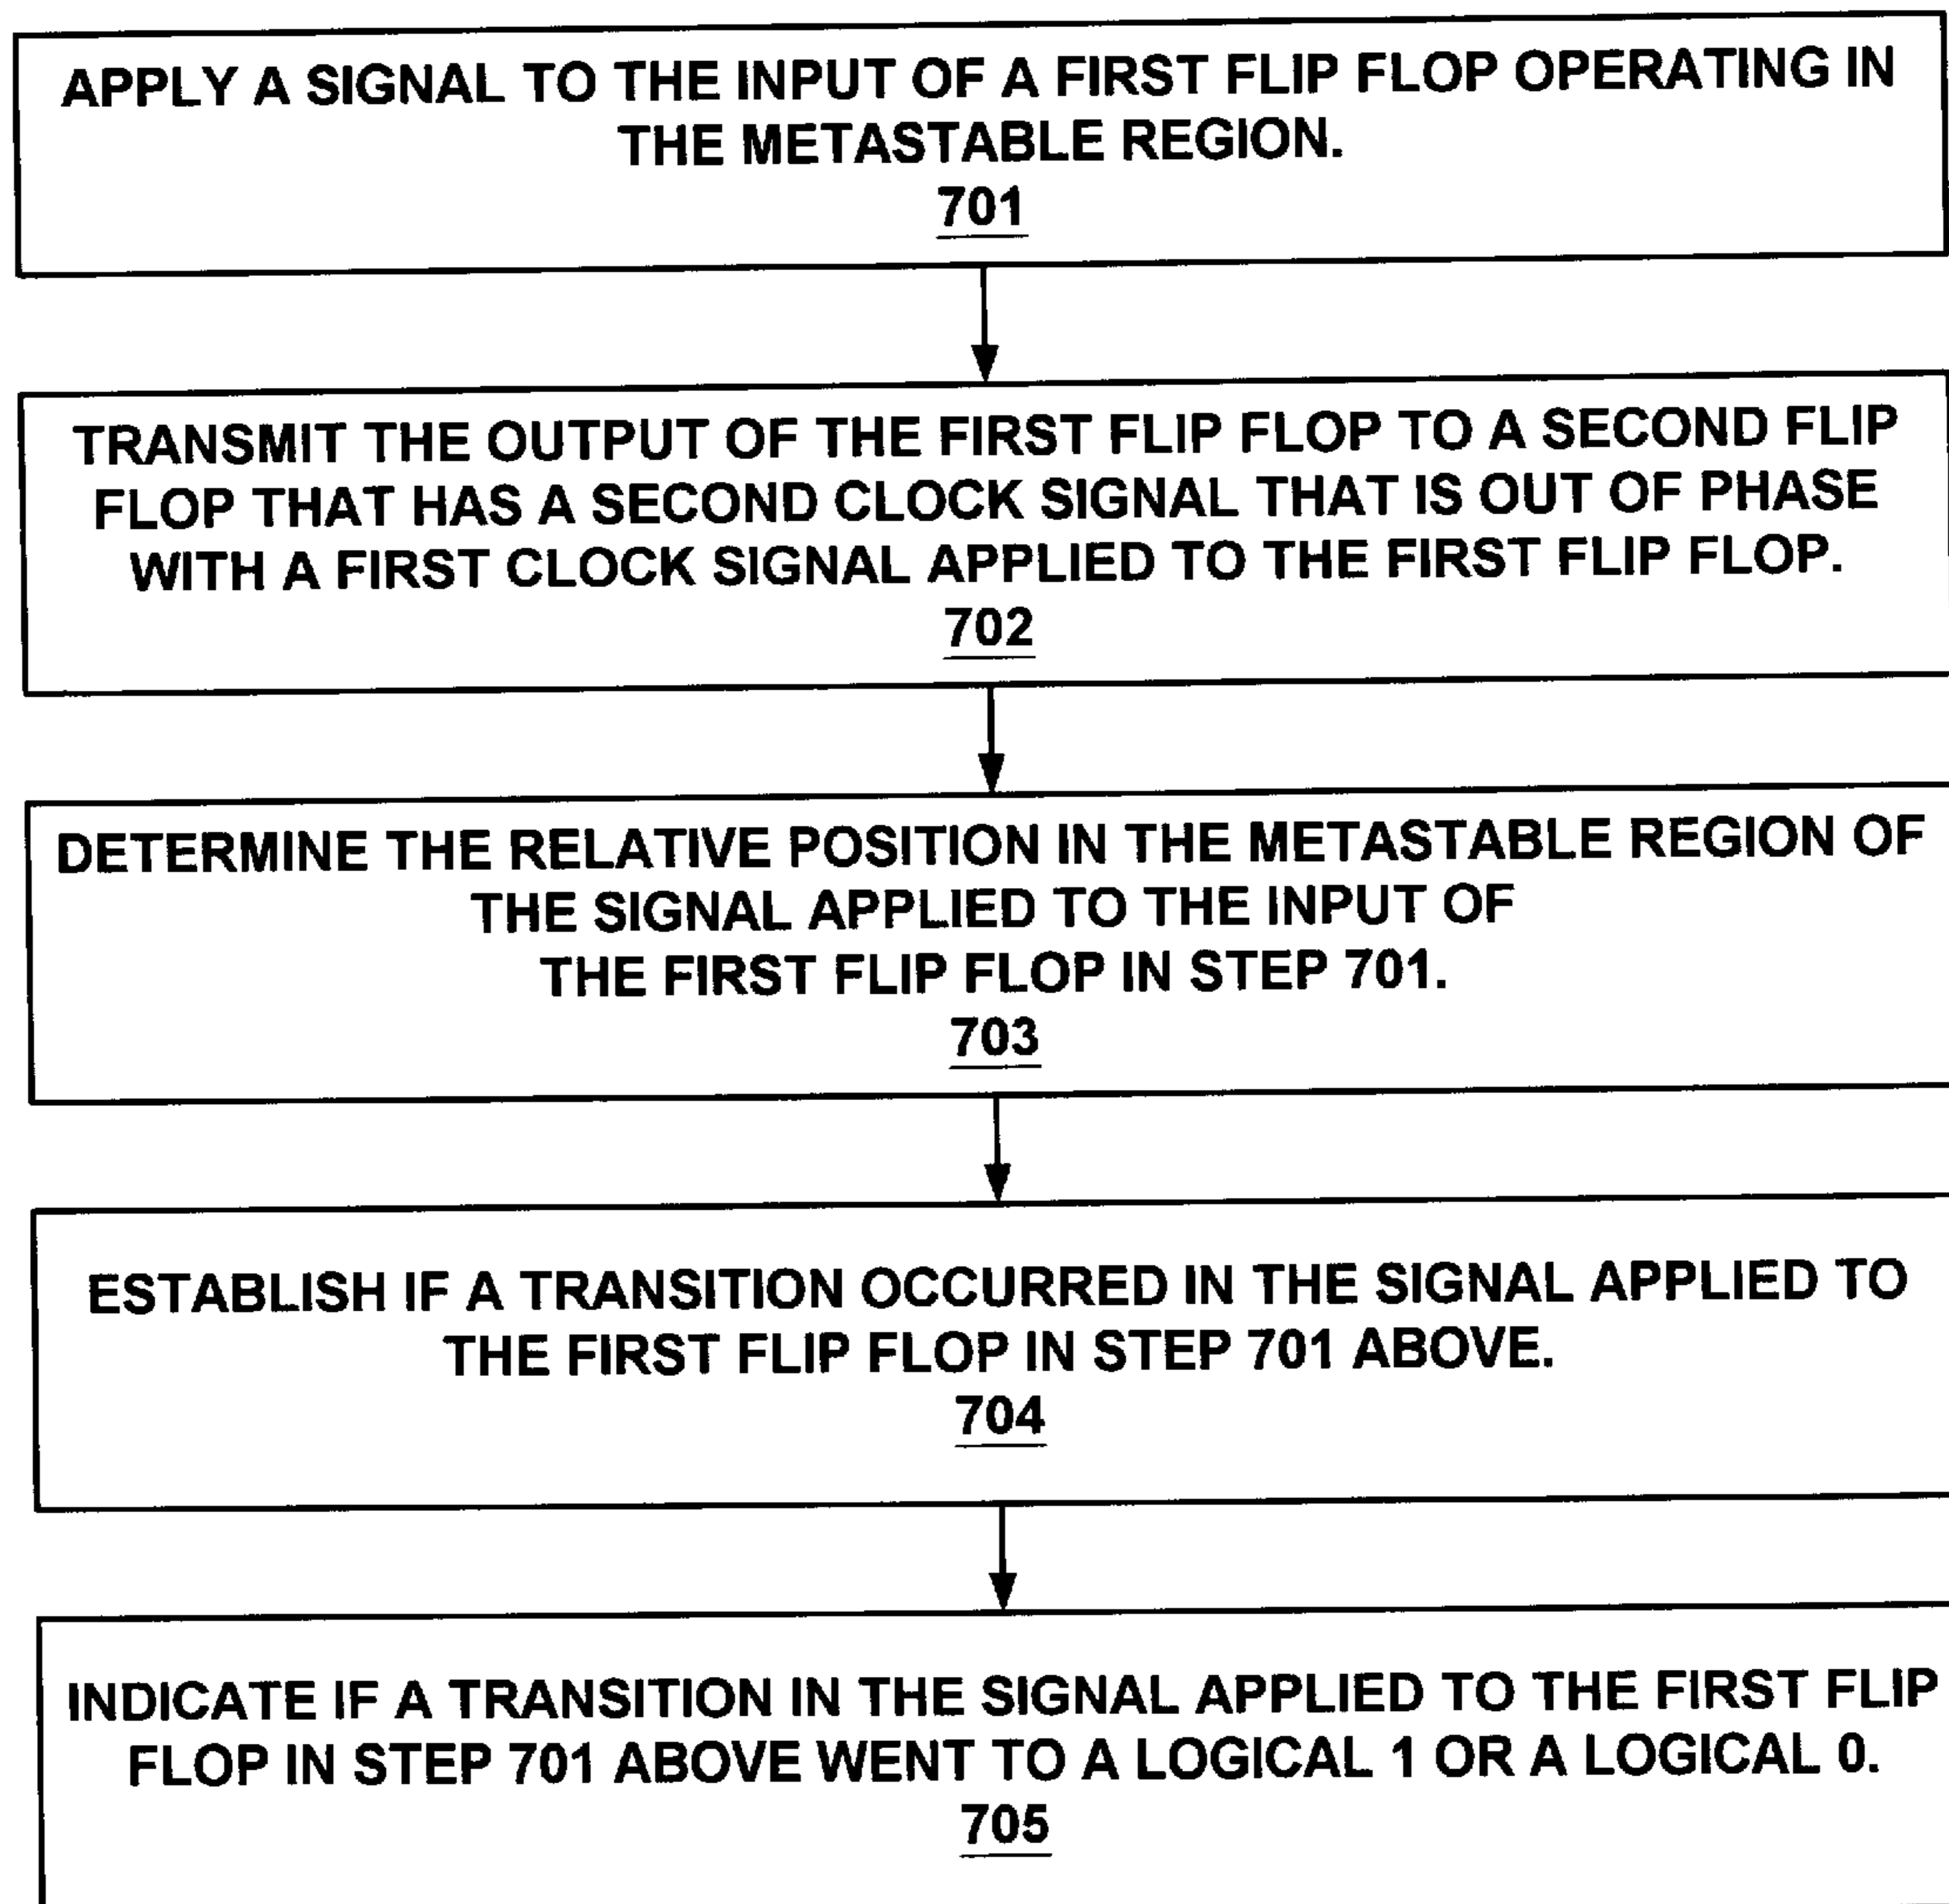 APPLY A SIGNAL TO THE INPUT OF A FIRST FLIP FLOP OPERATING IN
THE METASTABLE REGION.
701
TRANSMIT THE OUTPUT OF THE FIRST FLIP FLOP TO A SECOND FLIP
FLOP THAT HAS A SECOND CLOCK SIGNAL THAT IS OUT OF PHASE
WITH A FIRST CLOCK SIGNAL APPLIED TO THE FIRST FLIP FLOP.
702
DETERMINE THE RELATIVE POSITION IN THE METASTABLE REGION OF
THE SIGNAL APPLIED TO THE INPUT OF
THE FIRST FLIP FLOP IN STEP 701.
703
ESTABLISH IF A TRANSITION OCCURRED IN THE SIGNAL APPLIED TO
THE FIRST FLIP FLOP IN STEP 701 ABOVE.
704
INDICATE IF A TRANSITION IN THE SIGNAL APPLIED TO THE FIRST FLIP
FLOP IN STEP 701 ABOVE WENT TO A LOGICAL 1 OR A LOGICAL 0.
705